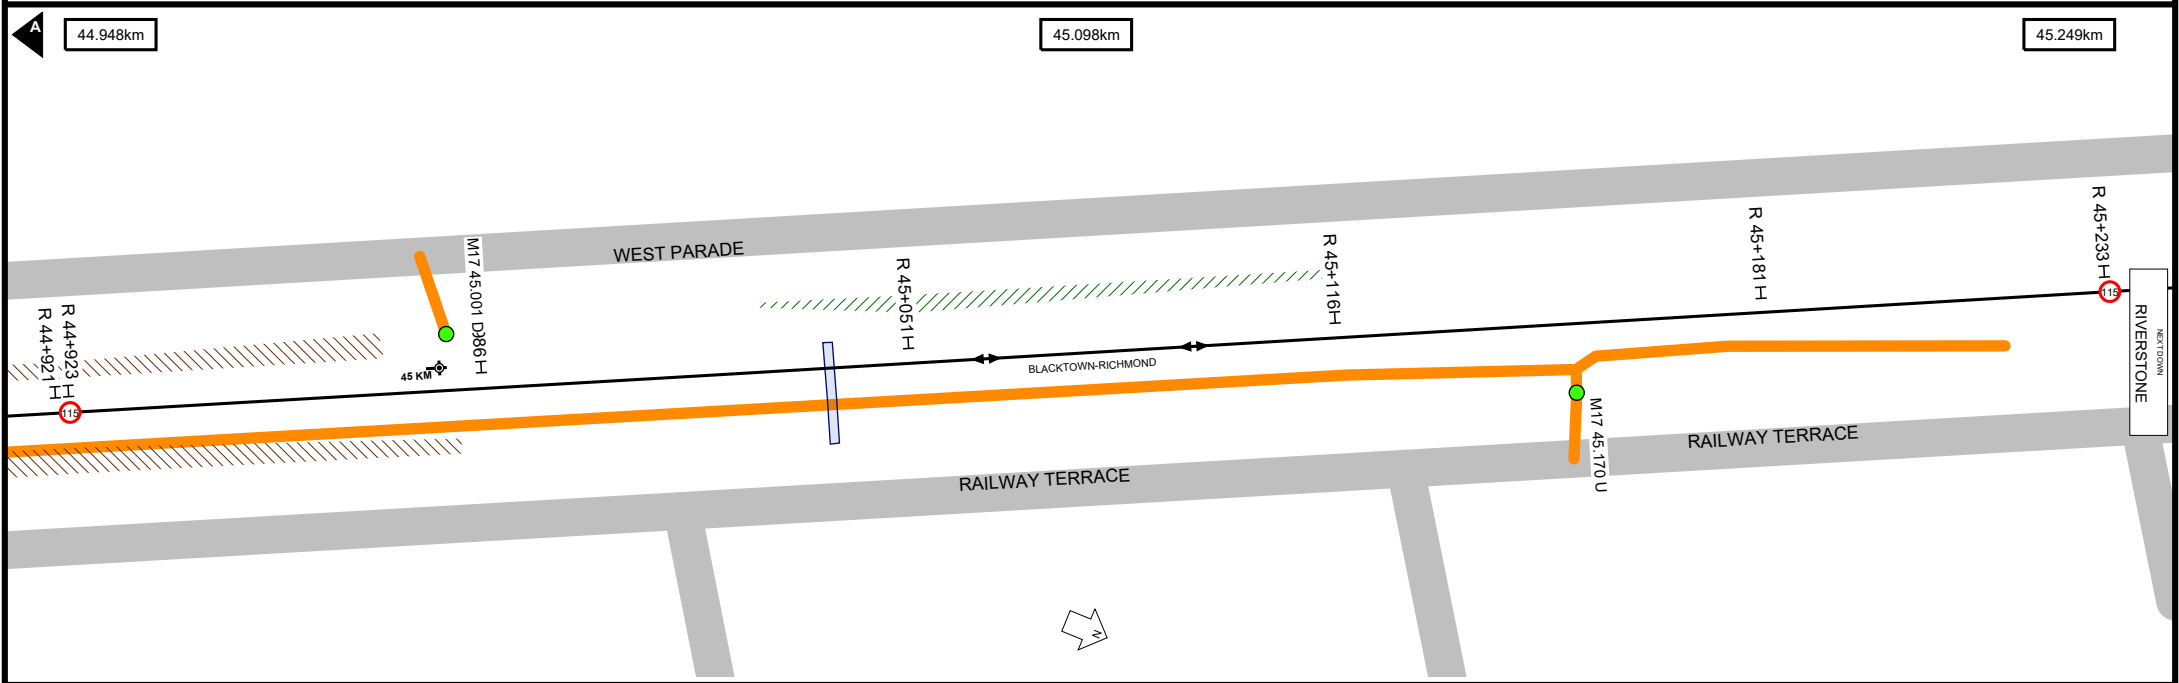 A
44.948km
45.098km
45.249km
WEST PARADE
R 44+921 H
R 44+923 H
115
M17 45.001 D
86 H
45 KM
R 45+051 H
R 45+116H
R 45+181 H
R 45+233 H
115
BLACKTOWN-RICHMOND
RIVERSTONE
NEXT DOWN
M17 45.170 U
RAILWAY TERRACE
RAILWAY TERRACE
N